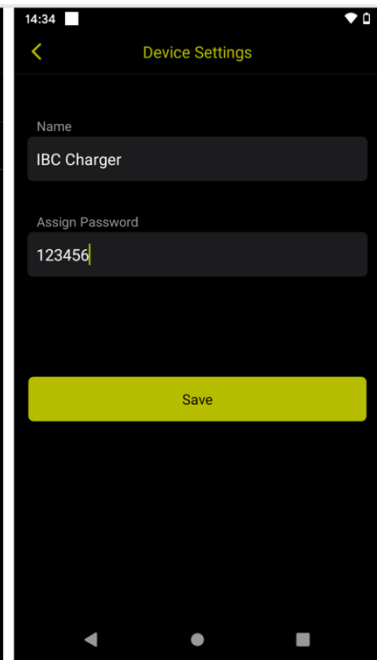 14:34
Device Settings
Name
IBC Charger
Assign Password
123456
Save